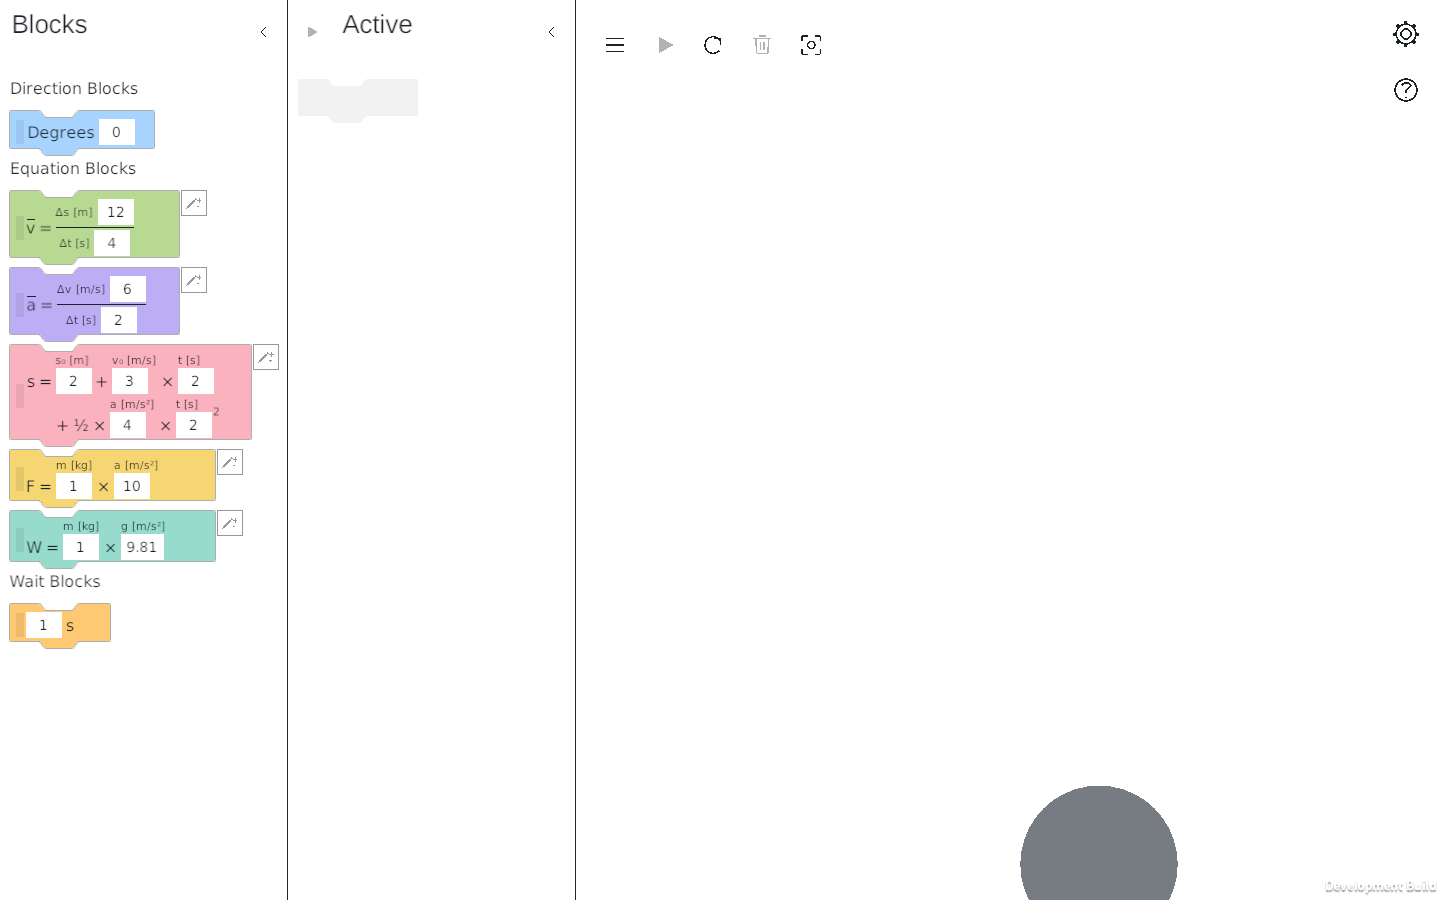 Blocks
Active
Direction Blocks
Degrees 0
Equation Blocks
v = Δs [m] 12
Δt [s] 4
a = Δv [m/s] 6
Δt [s] 2
s₀ [m] v₀ [m/s] t [s]
s = 2 + 3 × 2
a [m/s²] t [s]
+ ½ × 4 × 2 ²
m [kg] a [m/s²]
F = 1 × 10
m [kg] g [m/s²]
W = 1 × 9.81
Wait Blocks
1 s
Development Build